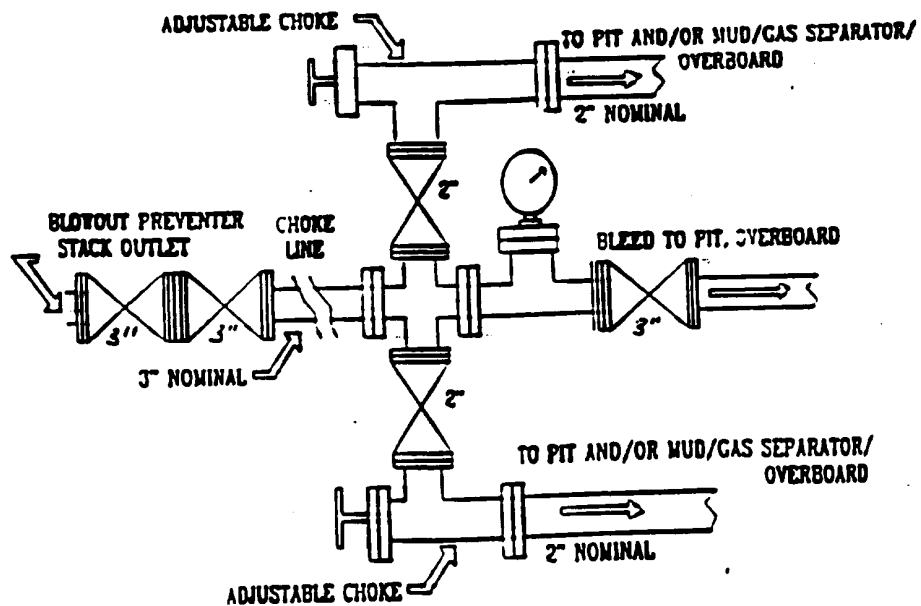 ADJUSTABLE CHOKE
TO PIT AND/OR MUD/GAS SEPARATOR/
OVERBOARD
2" NOMINAL
2"
BLOWOUT PREVENTER
STACK OUTLET
CHOKE
LINE
BLEED TO PIT, OVERBOARD
3"
3"
3"
3" NOMINAL
2"
TO PIT AND/OR MUD/GAS SEPARATOR/
OVERBOARD
2" NOMINAL
ADJUSTABLE CHOKE